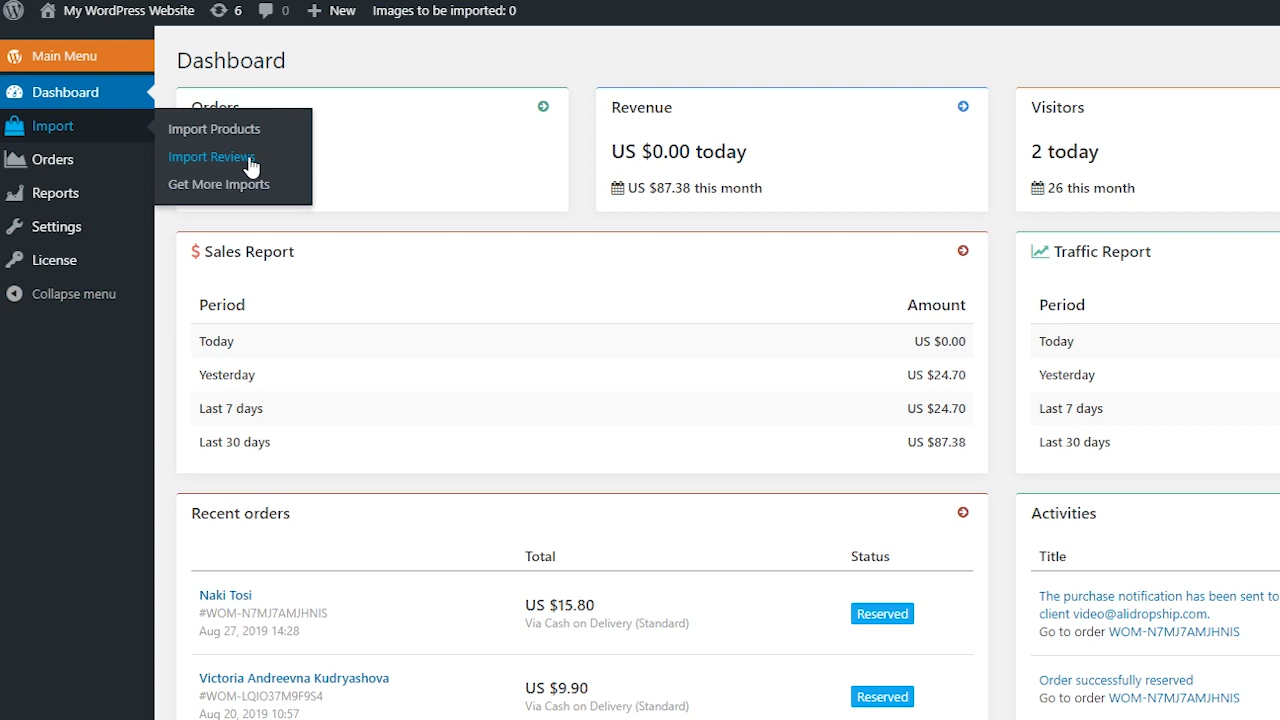 My WordPress Website 6 0 New Images to be imported: 0
Main Menu
Dashboard
Import
Orders
Reports
Settings
License
Collapse menu
Import Products
Import Reviews
Get More Imports
Dashboard
Orders
Revenue
US $0.00 today
US $87.38 this month
Visitors
2 today
26 this month
$ Sales Report
Period Amount
Today US $0.00
Yesterday US $24.70
Last 7 days US $24.70
Last 30 days US $87.38
Traffic Report
Period
Today
Yesterday
Last 7 days
Last 30 days
Recent orders
Total Status
Naki Tosi
#WOM-N7MJ7AMJHNIS
Aug 27, 2019 14:28
US $15.80
Via Cash on Delivery (Standard)
Reserved
Victoria Andreevna Kudryashova
#WOM-LQIO37M9F9S4
Aug 20, 2019 10:57
US $9.90
Via Cash on Delivery (Standard)
Reserved
Activities
Title
The purchase notification has been sent to
client video@alidropship.com.
Go to order WOM-N7MJ7AMJHNIS
Order successfully reserved
Go to order WOM-N7MJ7AMJHNIS